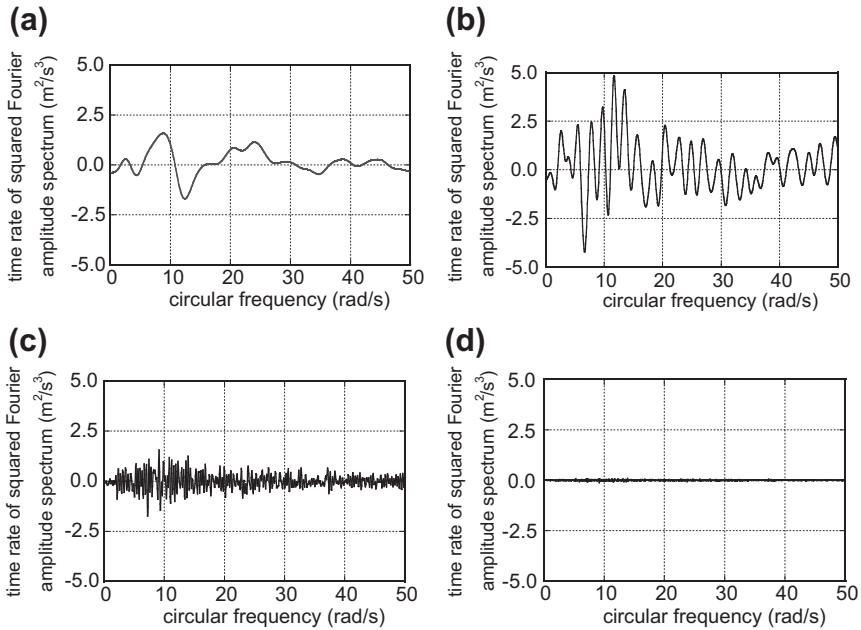 (a)
time rate of squared Fourier
amplitude spectrum (m²/s³)
5.0
2.5
0.0
-2.5
-5.0
0 10 20 30 40 50
circular frequency (rad/s)
(b)
time rate of squared Fourier
amplitude spectrum (m²/s³)
5.0
2.5
0.0
-2.5
-5.0
0 10 20 30 40 50
circular frequency (rad/s)
(c)
time rate of squared Fourier
amplitude spectrum (m²/s³)
5.0
2.5
0.0
-2.5
-5.0
0 10 20 30 40 50
circular frequency (rad/s)
(d)
time rate of squared Fourier
amplitude spectrum (m²/s³)
5.0
2.5
0.0
-2.5
-5.0
0 10 20 30 40 50
circular frequency (rad/s)